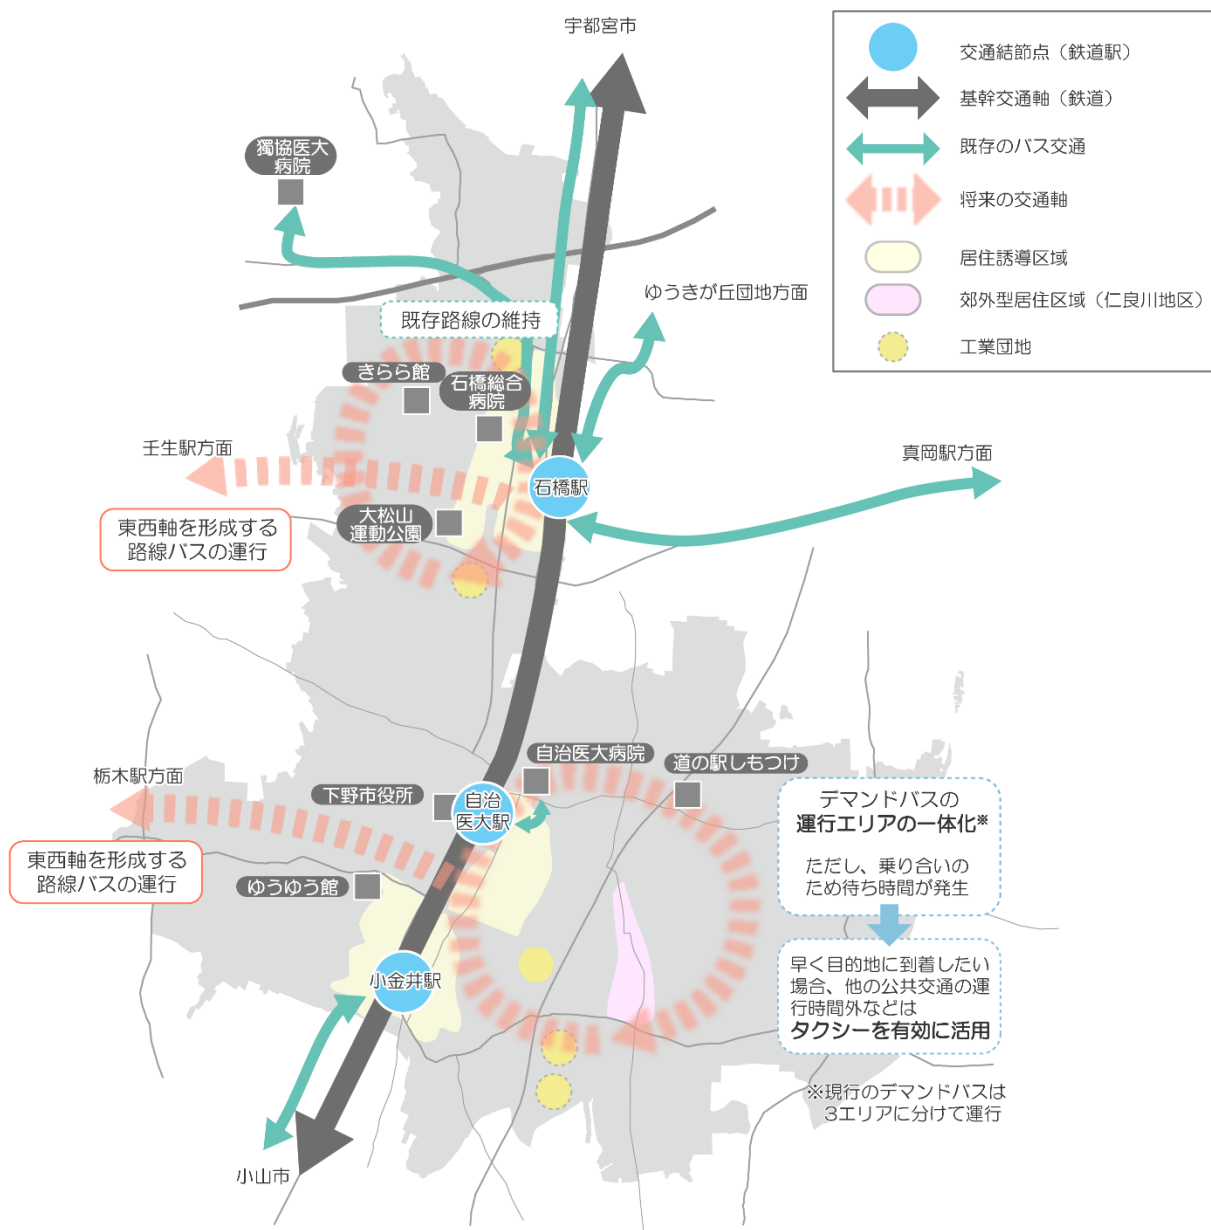 宇都宮市
交通結節点（鉄道駅）
基幹交通軸（鉄道）
既存のバス交通
将来の交通軸
居住誘導区域
郊外型居住区域（仁良川地区）
工業団地
獨協医大
病院
ゆうきが丘団地方面
既存路線の維持
きらら館
石橋総合
病院
壬生駅方面
真岡駅方面
石橋駅
大松山
運動公園
東西軸を形成する
路線バスの運行
自治医大病院
道の駅しもつけ
栃木駅方面
下野市役所
自治
医大駅
東西軸を形成する
路線バスの運行
ゆうゆう館
小金井駅
デマンドバスの
運行エリアの一体化※
ただし、乗り合いの
ため待ち時間が発生
早く目的地に到着したい
場合、他の公共交通の運
行時間外などは
タクシーを有効に活用
※現行のデマンドバスは
3エリアに分けて運行
小山市